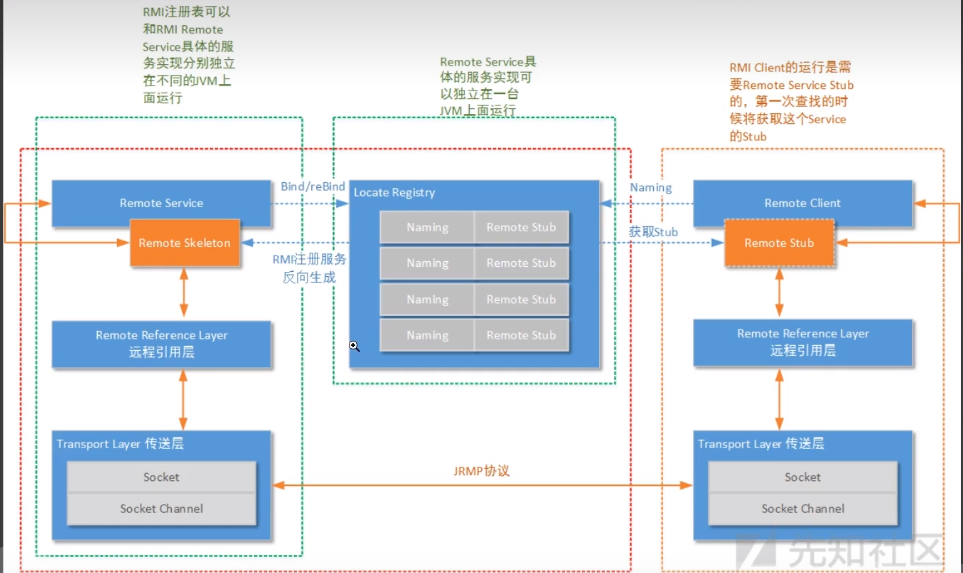 RMI注册表可以
和RMI Remote
Service具体的服
务实现分别独立
在不同的JVM上
面运行
Remote Service具
体的服务实现可
以独立在一台
JVM上面运行
RMI Client的运行是需
要Remote Service Stub
的，第一次查找的时
候将获取这个Service
的Stub
Remote Service
Remote Skeleton
Bind/reBind
RMI注册服务
反向生成
Locate Registry
Naming Remote Stub
Naming Remote Stub
Naming Remote Stub
Naming Remote Stub
Naming
获取Stub
Remote Client
Remote Stub
Remote Reference Layer
远程引用层
Remote Reference Layer
远程引用层
Transport Layer 传送层
Socket
Socket Channel
JRMP协议
Transport Layer 传送层
Socket
Socket Channel
先知社区